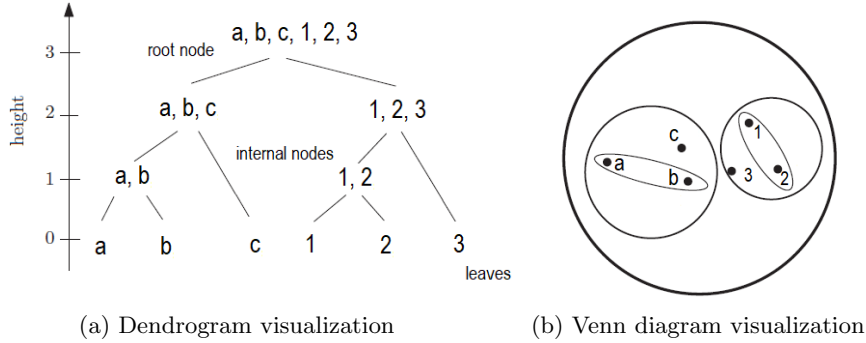 a, b, c, 1, 2, 3
root node
3
height
a, b, c
1, 2, 3
2
internal nodes
a, b
1, 2
1
0
a
b
c
1
2
3
leaves
(a) Dendrogram visualization
c
a
b
1
3
2
(b) Venn diagram visualization